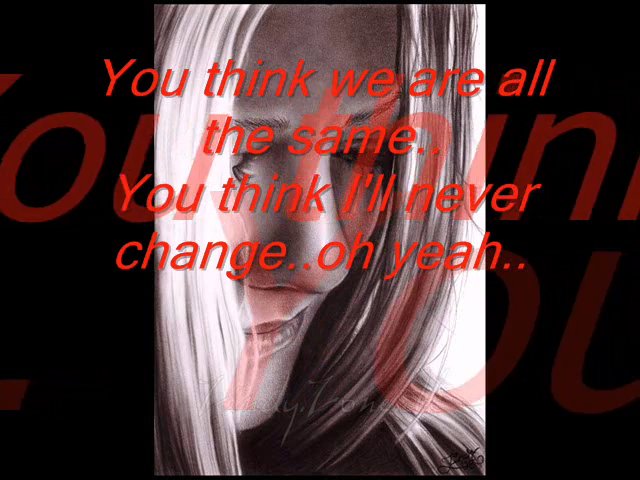 You think we are all
the same..
You think I'll never
change..oh yeah..